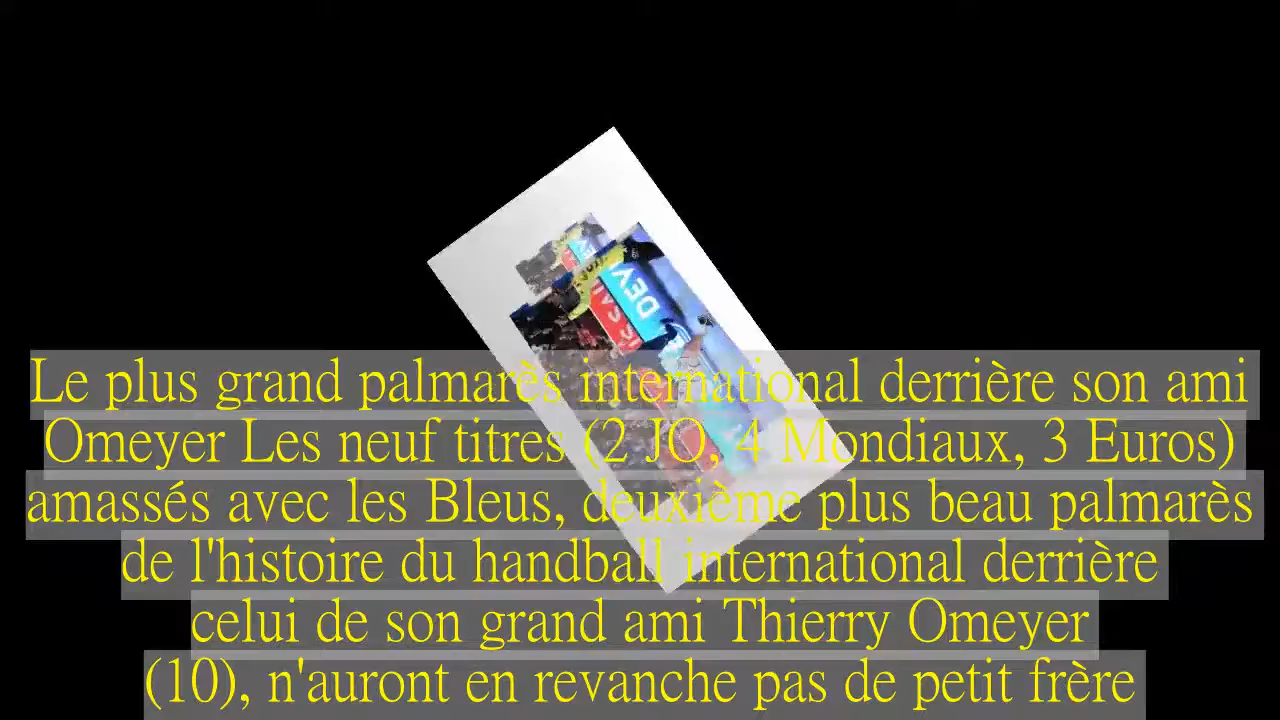 DEV
Le plus grand palmarès international derrière son ami
Omeyer Les neuf titres (2 JO, 4 Mondiaux, 3 Euros)
amassés avec les Bleus, deuxième plus beau palmarès
de l'histoire du handball international derrière
celui de son grand ami Thierry Omeyer
(10), n'auront en revanche pas de petit frère